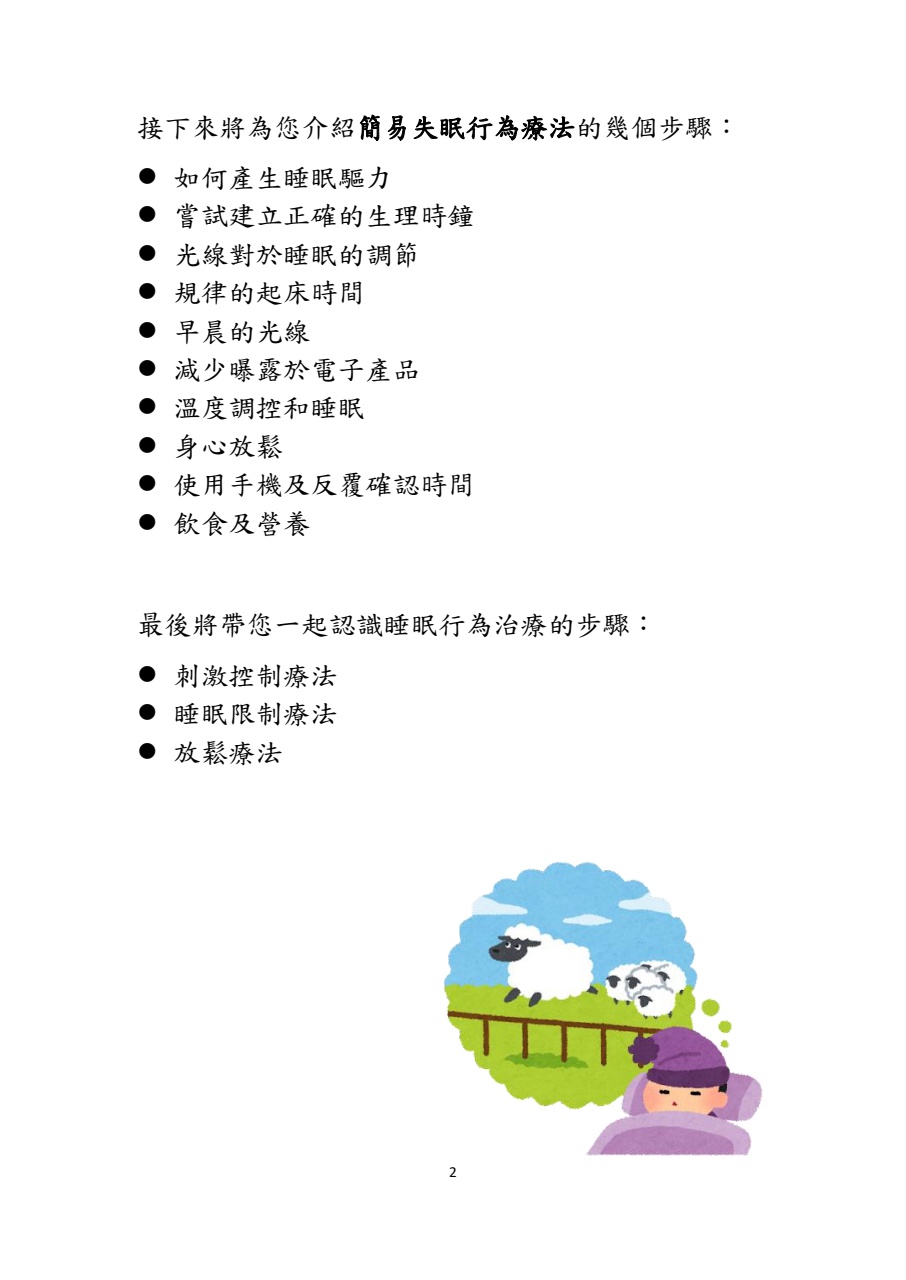 接下來將為您介紹簡易失眠行為療法的幾個步驟：
● 如何產生睡眠驅力
● 嘗試建立正確的生理時鐘
● 光線對於睡眠的調節
● 規律的起床時間
● 早晨的光線
● 減少曝露於電子產品
● 溫度調控和睡眠
● 身心放鬆
● 使用手機及反覆確認時間
● 飲食及營養
最後將帶您一起認識睡眠行為治療的步驟：
● 刺激控制療法
● 睡眠限制療法
● 放鬆療法
2